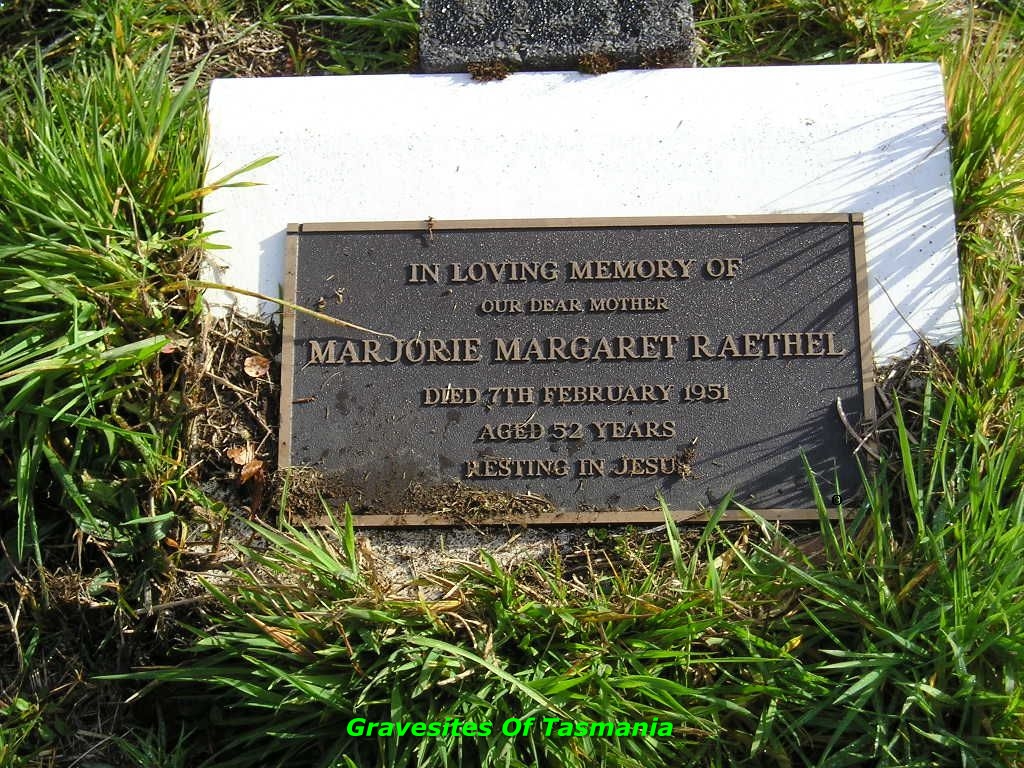 IN LOVING MEMORY OF
OUR DEAR MOTHER
MARJORIE MARGARET RAETHEL
DIED 7TH FEBRUARY 1951
AGED 52 YEARS
RESTING IN JESUS
Gravesites Of Tasmania